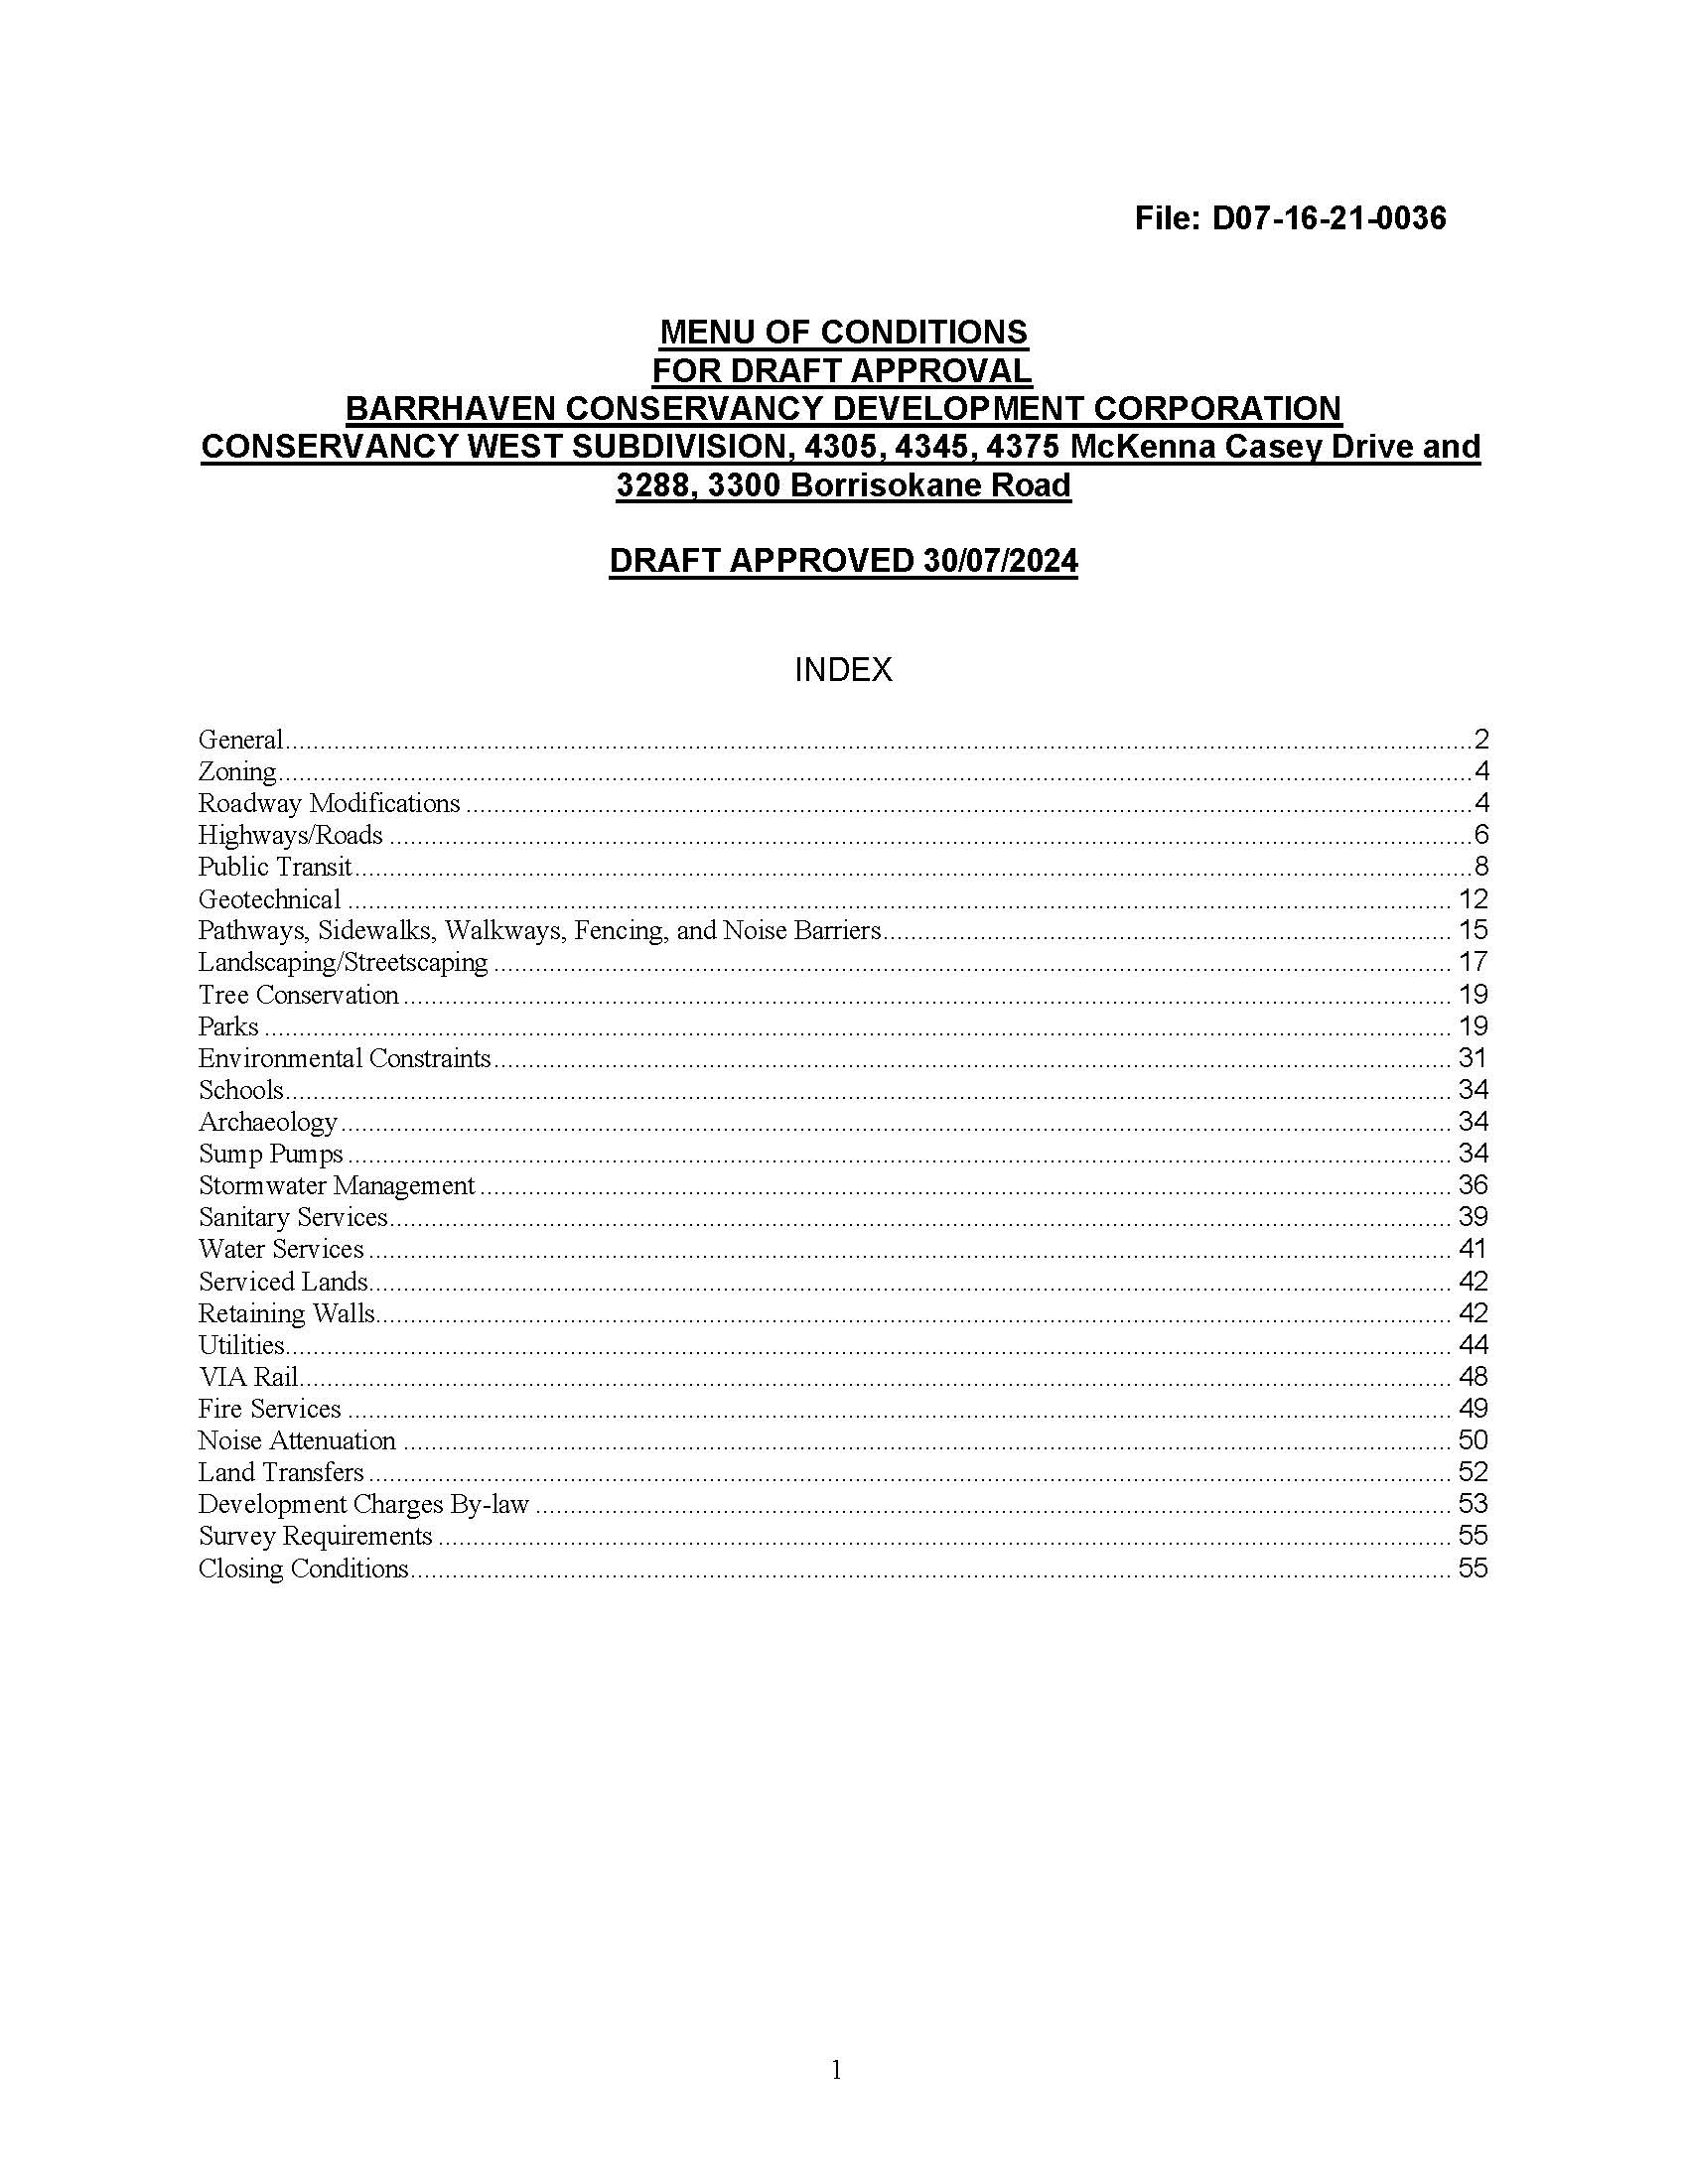 File: D07-16-21-0036
MENU OF CONDITIONS
FOR DRAFT APPROVAL
BARRHAVEN CONSERVANCY DEVELOPMENT CORPORATION
CONSERVANCY WEST SUBDIVISION, 4305, 4345, 4375 McKenna Casey Drive and
3288, 3300 Borrisokane Road
DRAFT APPROVED 30/07/2024
INDEX
General 2
Zoning 4
Roadway Modifications 4
Highways/Roads 6
Public Transit 8
Geotechnical 12
Pathways, Sidewalks, Walkways, Fencing, and Noise Barriers 15
Landscaping/Streetscaping 17
Tree Conservation 19
Parks 19
Environmental Constraints 31
Schools 34
Archaeology 34
Sump Pumps 34
Stormwater Management 36
Sanitary Services 39
Water Services 41
Serviced Lands 42
Retaining Walls 42
Utilities 44
VIA Rail 48
Fire Services 49
Noise Attenuation 50
Land Transfers 52
Development Charges By-law 53
Survey Requirements 55
Closing Conditions 55
1